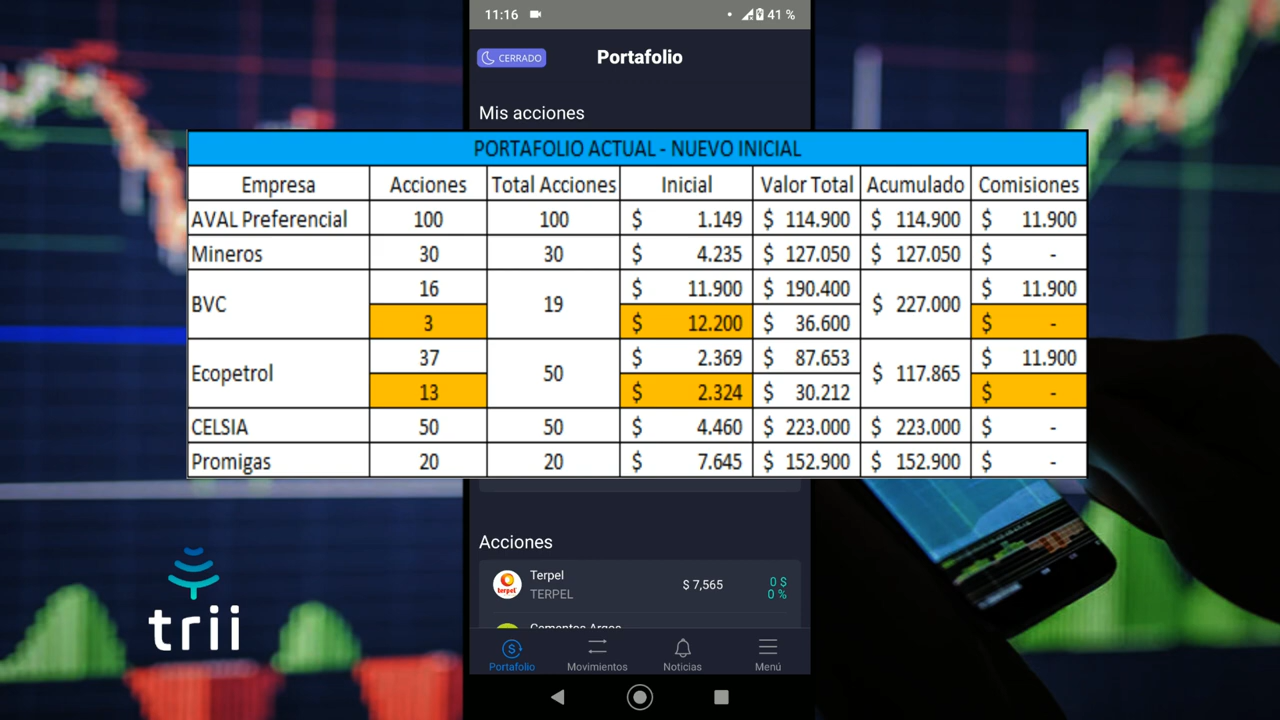 11:16 41 %
CERRADO Portafolio
Mis acciones
PORTAFOLIO ACTUAL - NUEVO INICIAL
Empresa Acciones Total Acciones Inicial Valor Total Acumulado Comisiones
AVAL Preferencial 100 100 $ 1.149 $ 114.900 $ 114.900 $ 11.900
Mineros 30 30 $ 4.235 $ 127.050 $ 127.050 $ -
BVC 16 19 $ 11.900 $ 190.400 $ 227.000 $ 11.900
3 $ 12.200 $ 36.600 $ -
Ecopetrol 37 50 $ 2.369 $ 87.653 $ 117.865 $ 11.900
13 $ 2.324 $ 30.212 $ -
CELSIA 50 50 $ 4.460 $ 223.000 $ 223.000 $ -
Promigas 20 20 $ 7.645 $ 152.900 $ 152.900 $ -
Acciones
terpel Terpel $ 7,565 0 $
TERPEL 0 %
Cementos Argos
trii
Portafolio Movimientos Noticias Menú